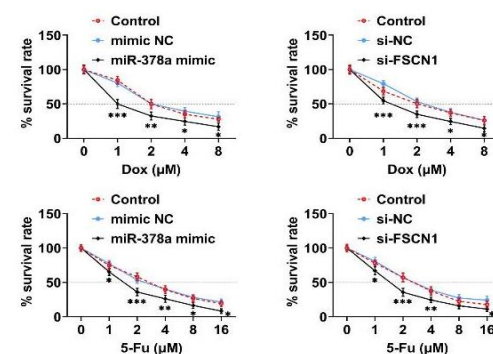 Control
mimic NC
miR-378a mimic
% survival rate
150
100
50
0
*** ** * *
0 1 2 4 8
Dox (µM)
Control
si-NC
si-FSCN1
% survival rate
150
100
50
0
*** *** * *
0 1 2 4 8
Dox (µM)
Control
mimic NC
miR-378a mimic
% survival rate
150
100
50
0
* *** ** * *
0 1 2 4 8 16
5-Fu (µM)
Control
si-NC
si-FSCN1
% survival rate
150
100
50
0
* *** ** *
0 1 2 4 8 16
5-Fu (µM)